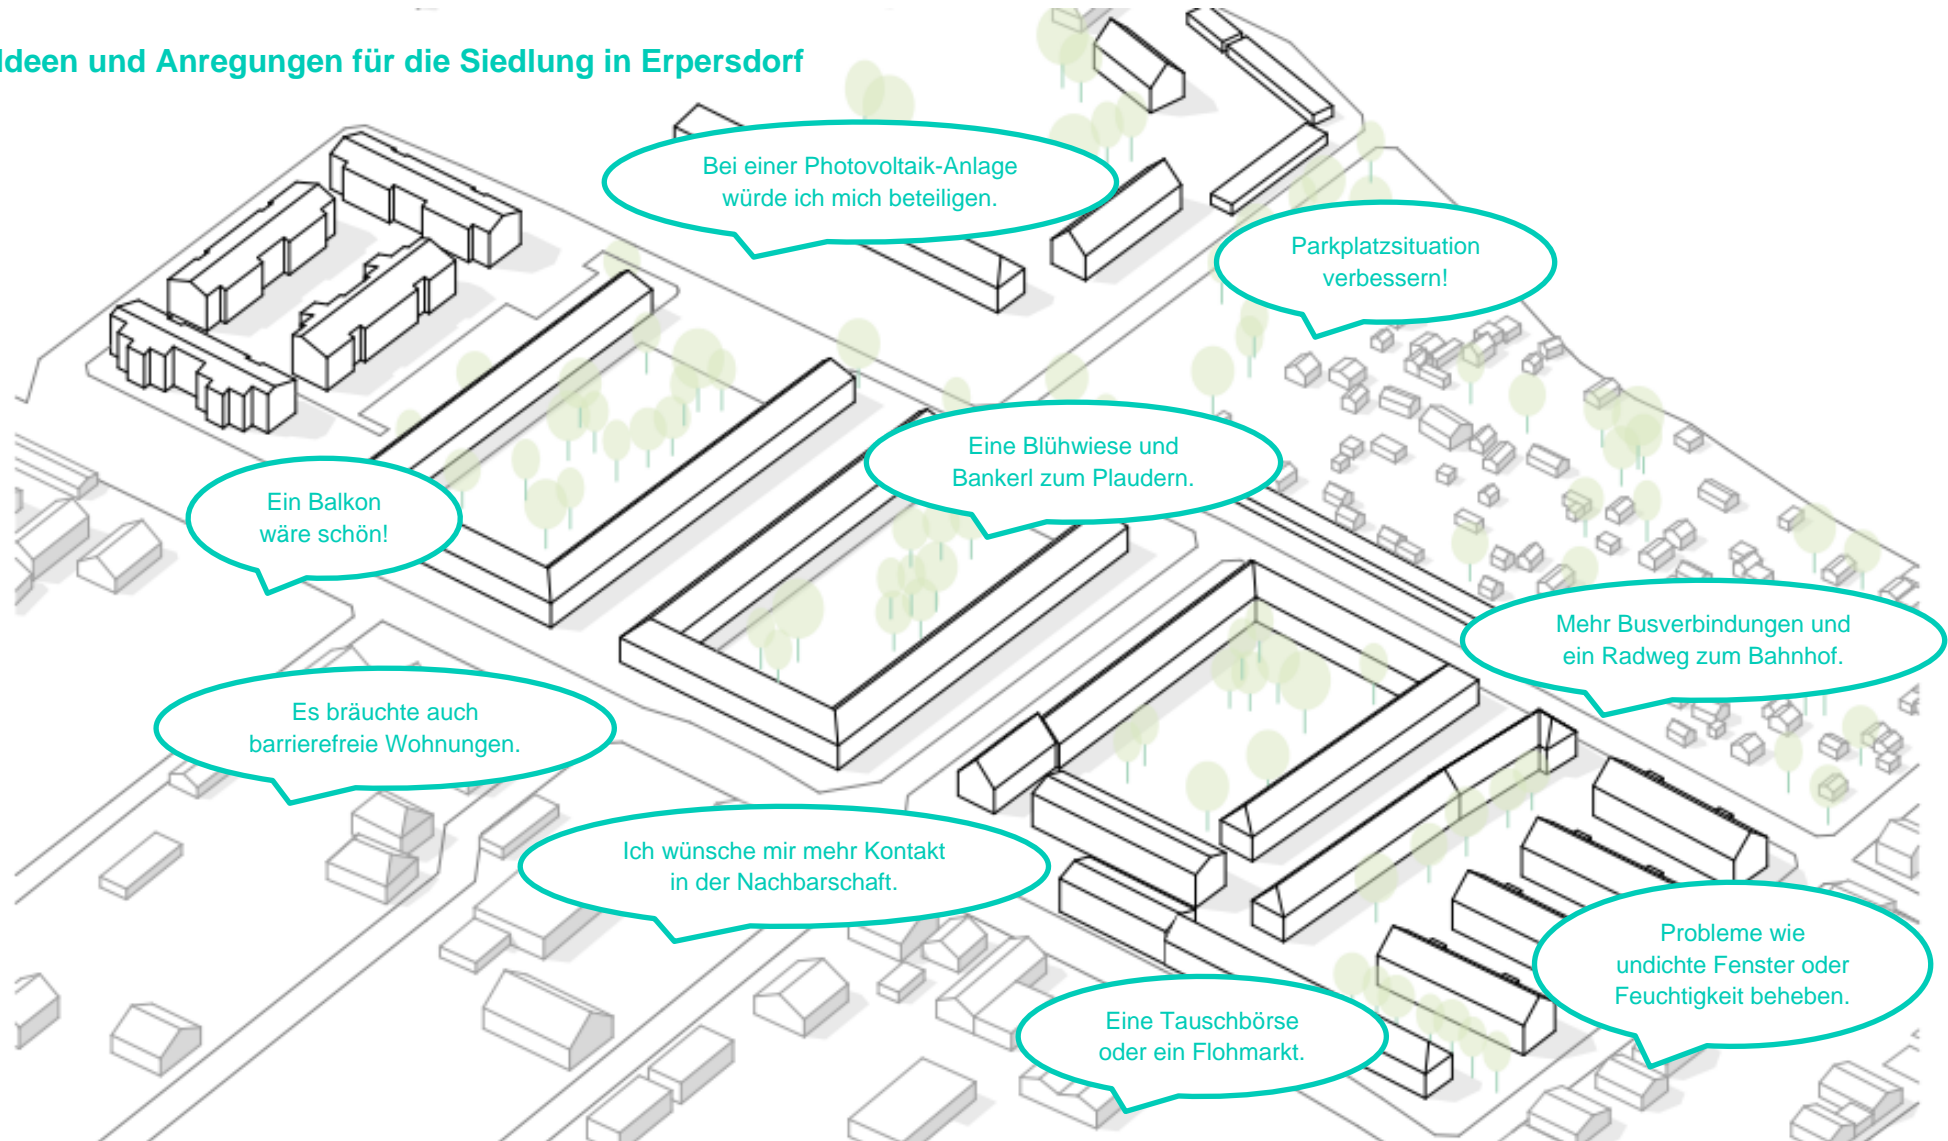 Ideen und Anregungen für die Siedlung in Erpersdorf
Bei einer Photovoltaik-Anlage
würde ich mich beteiligen.
Parkplatzsituation
verbessern!
Eine Blühwiese und
Bankerl zum Plaudern.
Ein Balkon
wäre schön!
Mehr Busverbindungen und
ein Radweg zum Bahnhof.
Es bräuchte auch
barrierefreie Wohnungen.
Ich wünsche mir mehr Kontakt
in der Nachbarschaft.
Probleme wie
undichte Fenster oder
Feuchtigkeit beheben.
Eine Tauschbörse
oder ein Flohmarkt.